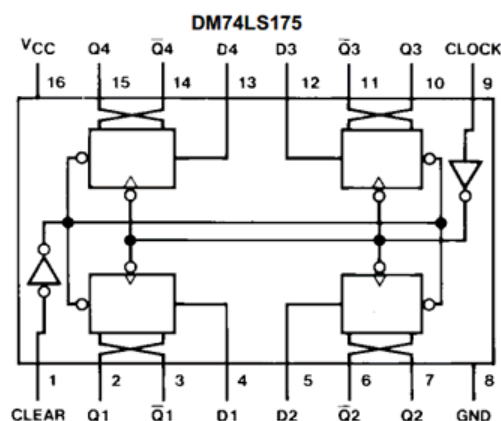 DM74LS175
VCC Q4 Q̅4 D4 D3 Q̅3 Q3 CLOCK
16 15 14 13 12 11 10 9
1 2 3 4 5 6 7 8
CLEAR Q1 Q̅1 D1 D2 Q̅2 Q2 GND